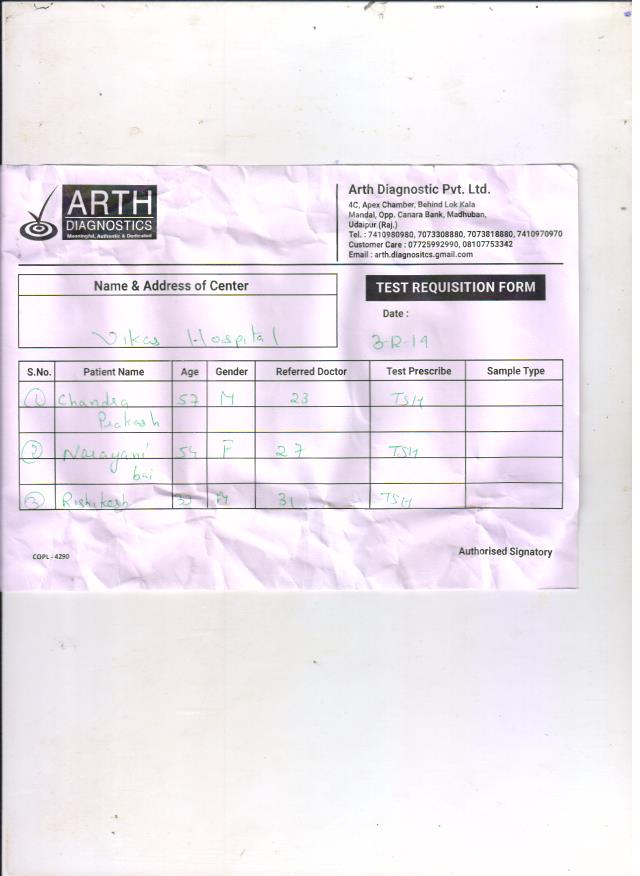 ARTH
DIAGNOSTICS
Meaningful, Authentic & Dedicated
Arth Diagnostic Pvt. Ltd.
4C, Apex Chamber, Behind Lok Kala
Mandal, Opp. Canara Bank, Madhuban,
Udaipur (Raj.)
Tel. : 7410980980, 7073308880, 7073818880, 7410970970
Customer Care : 07725992990, 08107753342
Email : arth.diagnositcs.gmail.com
Name & Address of Center
Vikas Hospital
TEST REQUISITION FORM
Date :
3-12-19
S.No. Patient Name Age Gender Referred Doctor Test Prescribe Sample Type
1 Chandra 57 M 23 TSH
Prakash
2 Narayani 54 F 27 TSH
bai
3 Rishikesh M 31 TSH
COPL - 4290
Authorised Signatory